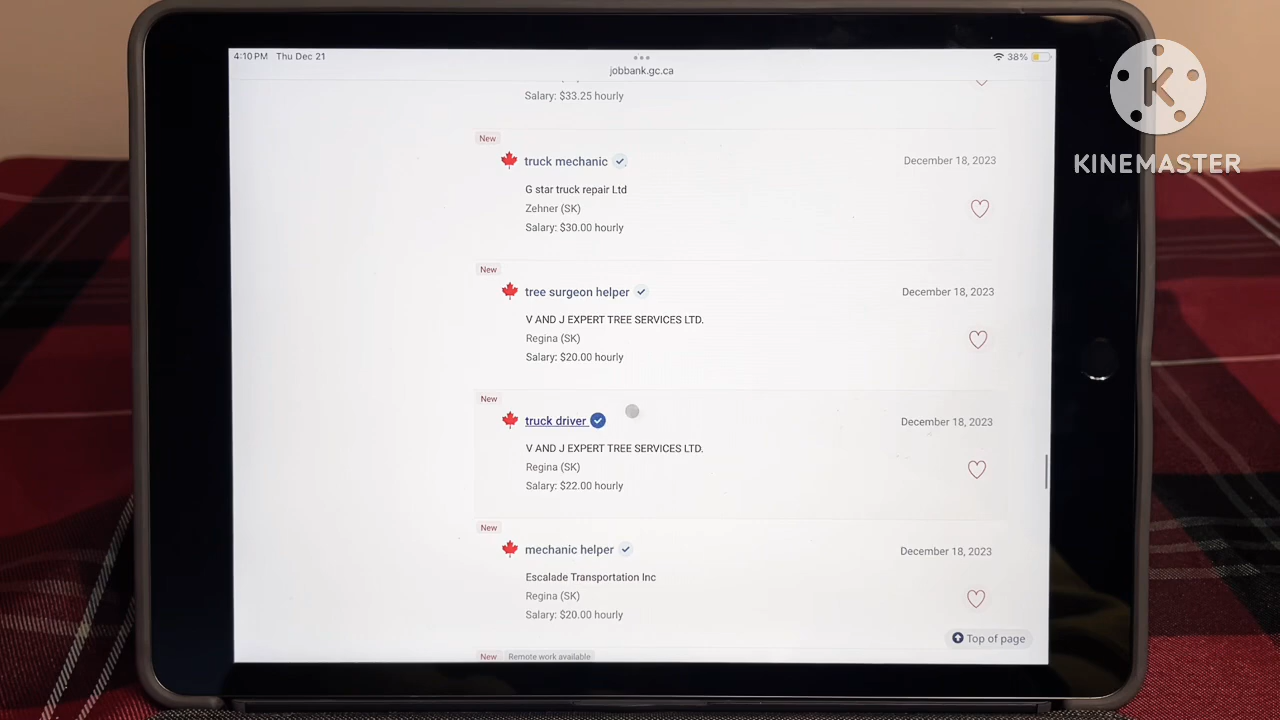 4:10 PM Thu Dec 21
38%
jobbank.gc.ca
Salary: $33.25 hourly
New
truck mechanic
December 18, 2023
G star truck repair Ltd
Zehner (SK)
Salary: $30.00 hourly
New
tree surgeon helper
December 18, 2023
V AND J EXPERT TREE SERVICES LTD.
Regina (SK)
Salary: $20.00 hourly
New
truck driver
December 18, 2023
V AND J EXPERT TREE SERVICES LTD.
Regina (SK)
Salary: $22.00 hourly
New
mechanic helper
December 18, 2023
Escalade Transportation Inc
Regina (SK)
Salary: $20.00 hourly
Top of page
New Remote work available
K
KINEMASTER